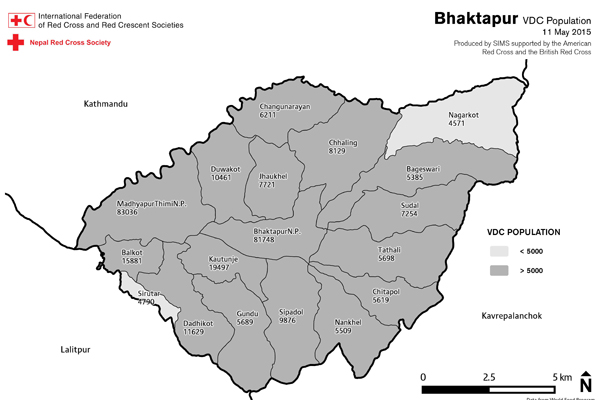 International Federation
of Red Cross and Red Crescent Societies
Nepal Red Cross Society
Bhaktapur VDC Population
11 May 2015
Produced by SIMS supported by the American
Red Cross and the British Red Cross
Kathmandu
Changunarayan
6211
Nagarkot
4571
Chhaling
8129
Duwakot
10461
Jhaukhel
7721
Bageswari
5385
MadhyapurThimiN.P.
83036
Sudal
7254
BhaktapurN.P.
81748
VDC POPULATION
< 5000
> 5000
Balkot
15881
Kautunje
19497
Tathali
5698
Sirutar
4790
Chitapol
5619
Dadhikot
11629
Gundu
5689
Sipadol
9876
Nankhel
5509
Kavrepalanchok
Lalitpur
0 2.5 5 km
N
Data from World Food Program